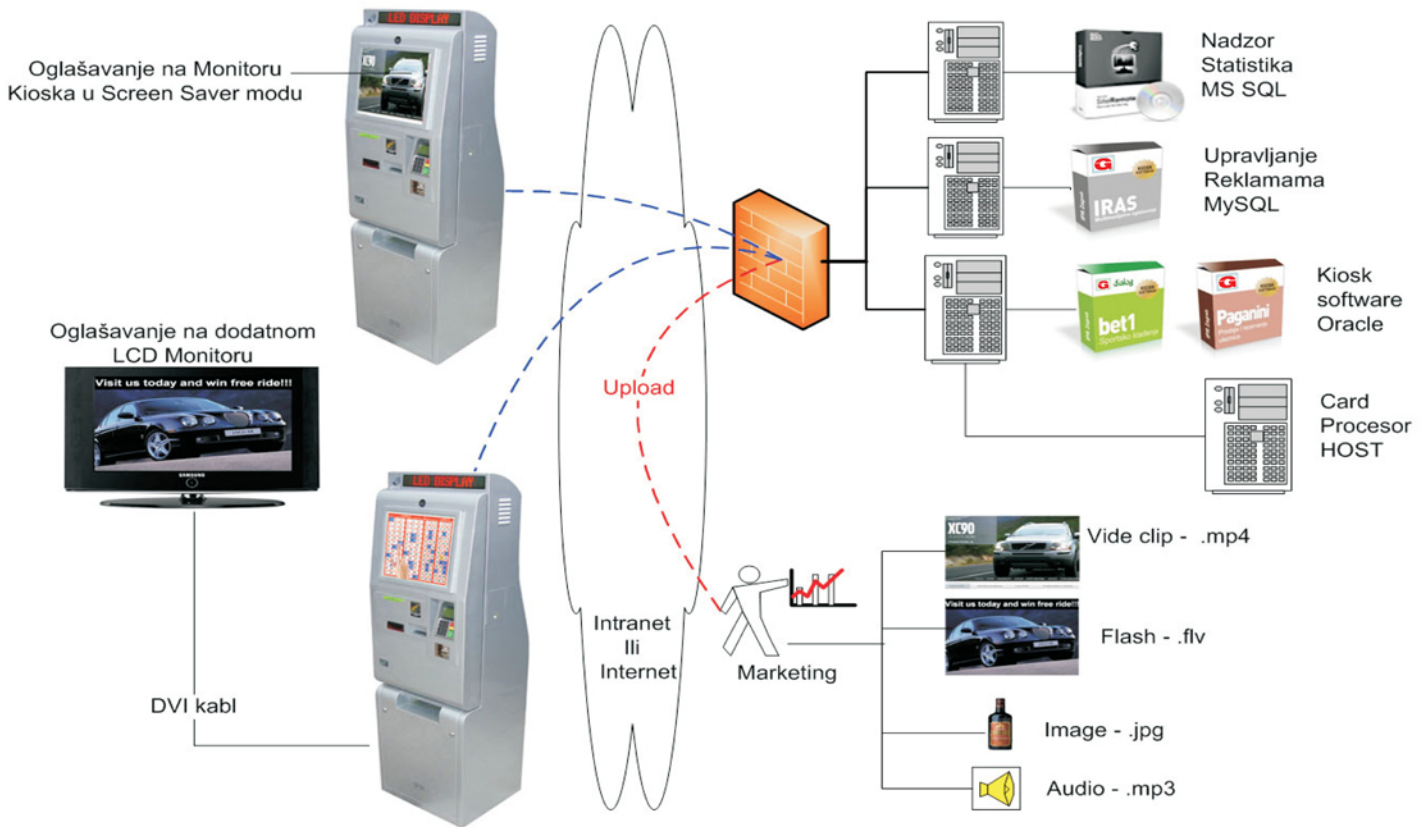 LED DISPLAY
Oglašavanje na Monitoru
Kioska u Screen Saver modu
XC90
Nadzor
Statistika
MS SQL
G
IRAS
Upravljanje
Reklamama
MySQL
G
bet1
Sportsko klađenje
G
Paganini
Kiosk
software
Oracle
Oglašavanje na dodatnom
LCD Monitoru
Visit us today and win free ride!!!
SAMSUNG
Upload
Card
Procesor
HOST
LED DISPLAY
XC90
Vide clip - .mp4
Visit us today and win free ride!!!
Flash - .flv
Intranet
Ili
Internet
Marketing
DVI kabl
Image - .jpg
Audio - .mp3